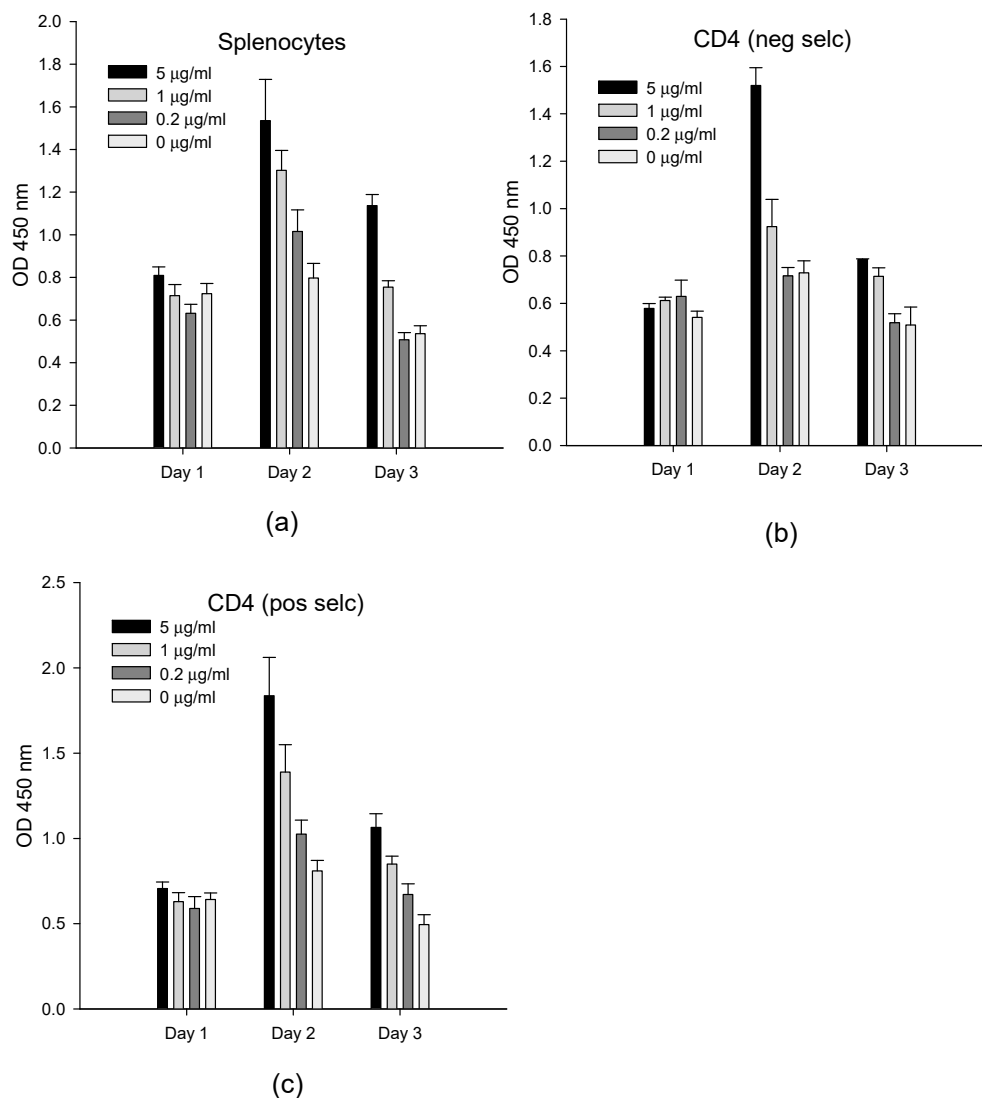 Splenocytes
5 μg/ml
1 μg/ml
0.2 μg/ml
0 μg/ml
OD 450 nm
2.0
1.8
1.6
1.4
1.2
1.0
0.8
0.6
0.4
0.2
0.0
Day 1 Day 2 Day 3
(a)
CD4 (neg selc)
5 μg/ml
1 μg/ml
0.2 μg/ml
0 μg/ml
OD 450 nm
1.8
1.6
1.4
1.2
1.0
0.8
0.6
0.4
0.2
0.0
Day 1 Day 2 Day 3
(b)
CD4 (pos selc)
5 μg/ml
1 μg/ml
0.2 μg/ml
0 μg/ml
OD 450 nm
2.5
2.0
1.5
1.0
0.5
0.0
Day 1 Day 2 Day 3
(c)